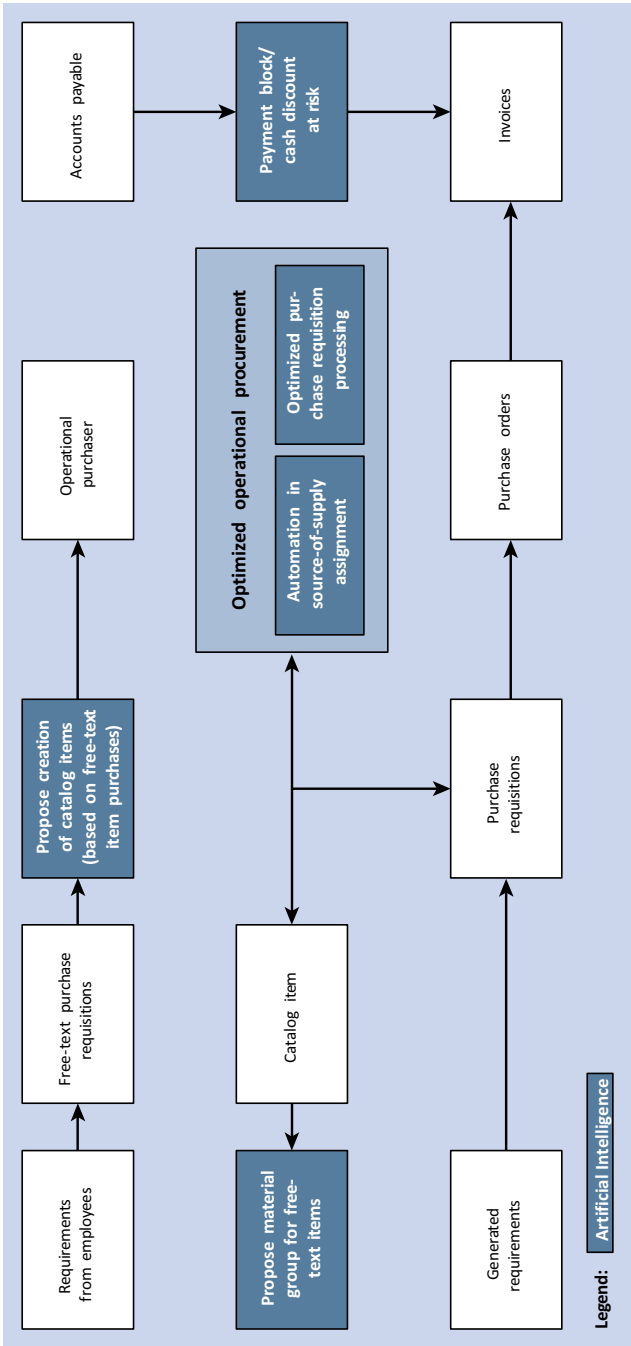 Requirements
from employees
Free-text purchase
requisitions
Propose creation
of catalog items
(based on free-text
item purchases)
Operational
purchaser
Accounts payable
Propose material
group for free-
text items
Catalog item
Optimized operational procurement
Automation in
source-of-supply
assignment
Optimized pur-
chase requisition
processing
Payment block/
cash discount
at risk
Generated
requirements
Purchase
requisitions
Purchase orders
Invoices
Legend:
Artificial Intelligence